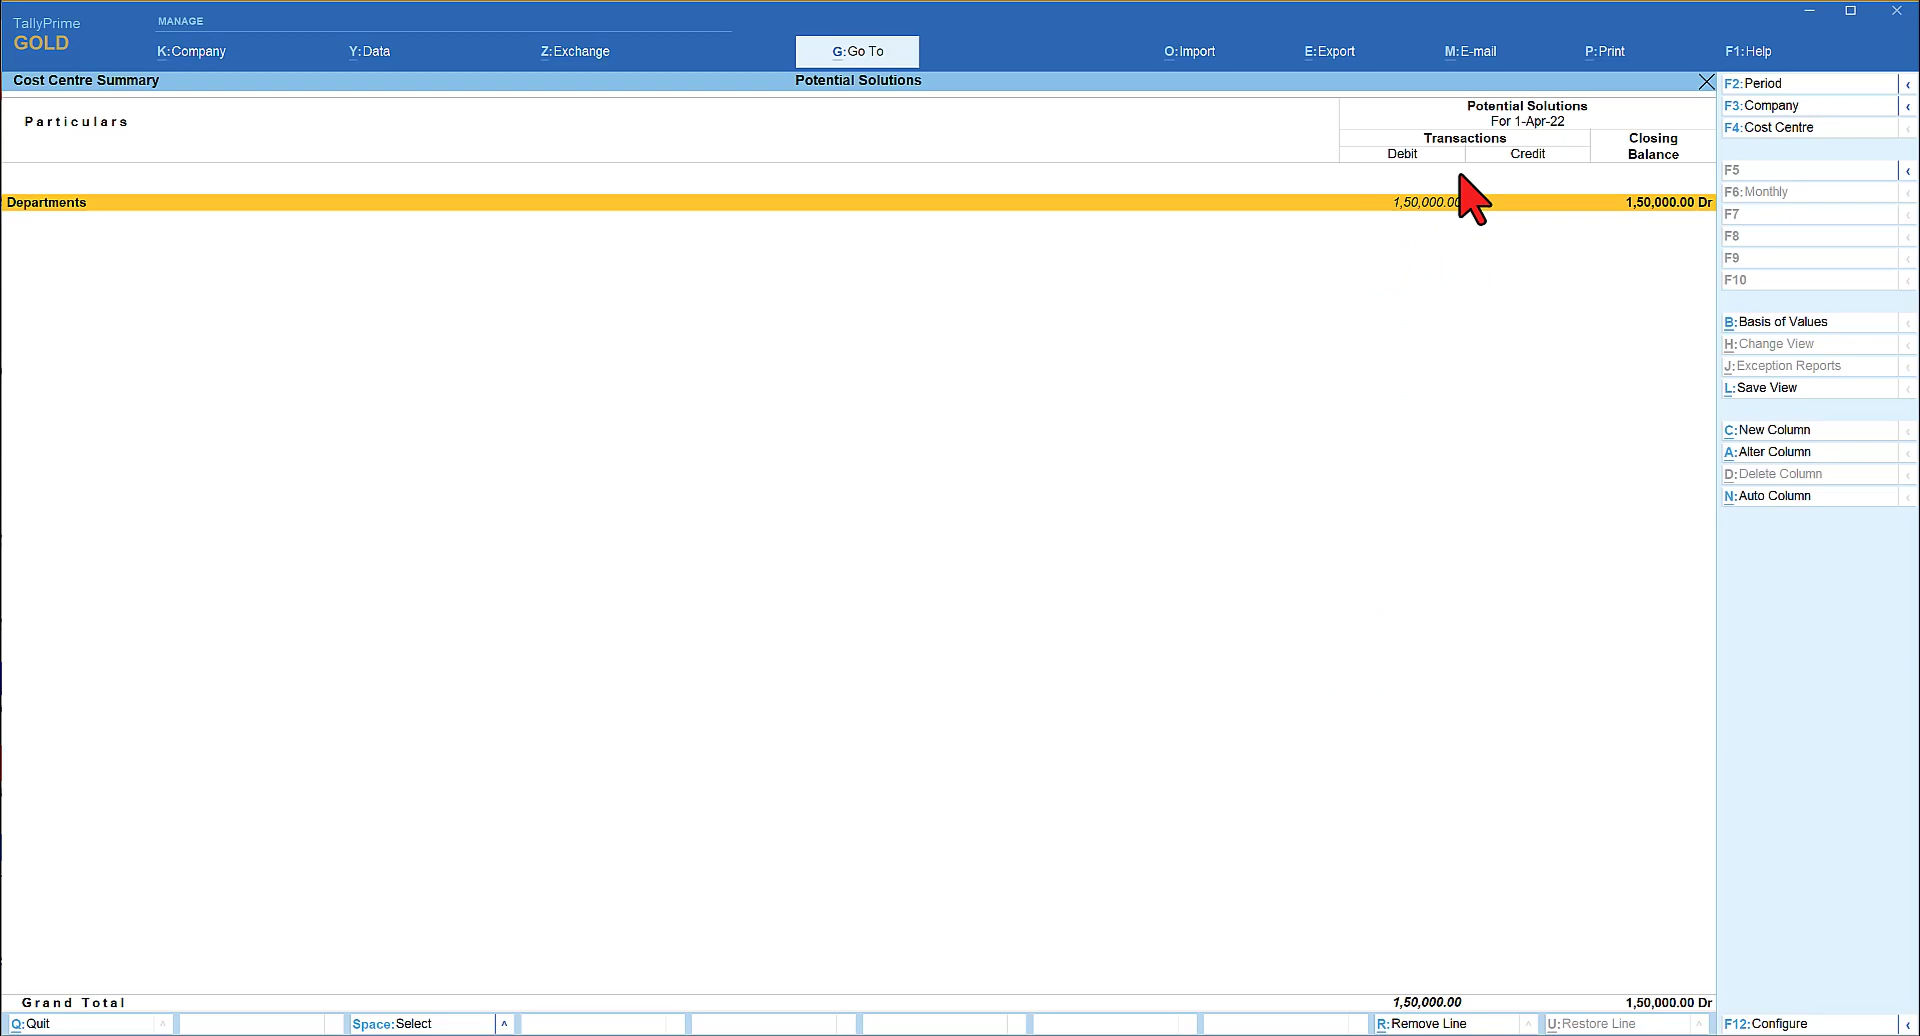 TallyPrime
GOLD
MANAGE
K:Company
Y:Data
Z:Exchange
G:Go To
O:Import
E:Export
M:E-mail
P:Print
F1:Help
Cost Centre Summary
Potential Solutions
Particulars
Potential Solutions
For 1-Apr-22
Transactions
Closing
Balance
Debit
Credit
Departments
1,50,000.00
1,50,000.00 Dr
Grand Total
1,50,000.00
1,50,000.00 Dr
F2:Period
F3:Company
F4:Cost Centre
F5
F6:Monthly
F7
F8
F9
F10
B:Basis of Values
H:Change View
J:Exception Reports
L:Save View
C:New Column
A:Alter Column
D:Delete Column
N:Auto Column
Q:Quit
Space:Select
R:Remove Line
U:Restore Line
F12:Configure